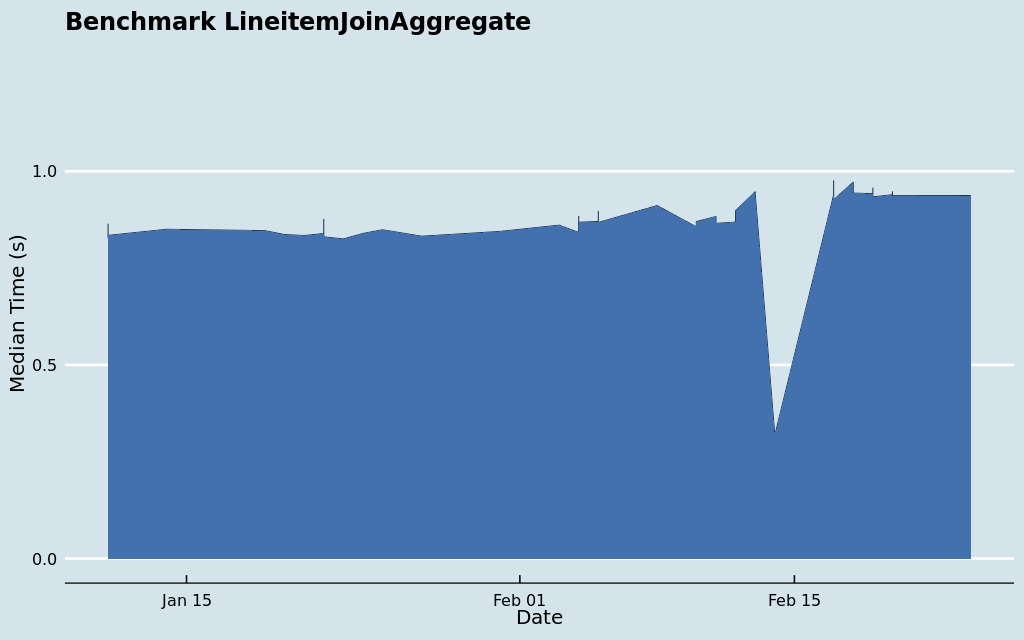 Benchmark LineitemJoinAggregate
Median Time (s)
1.0
0.5
0.0
Jan 15
Feb 01
Feb 15
Date